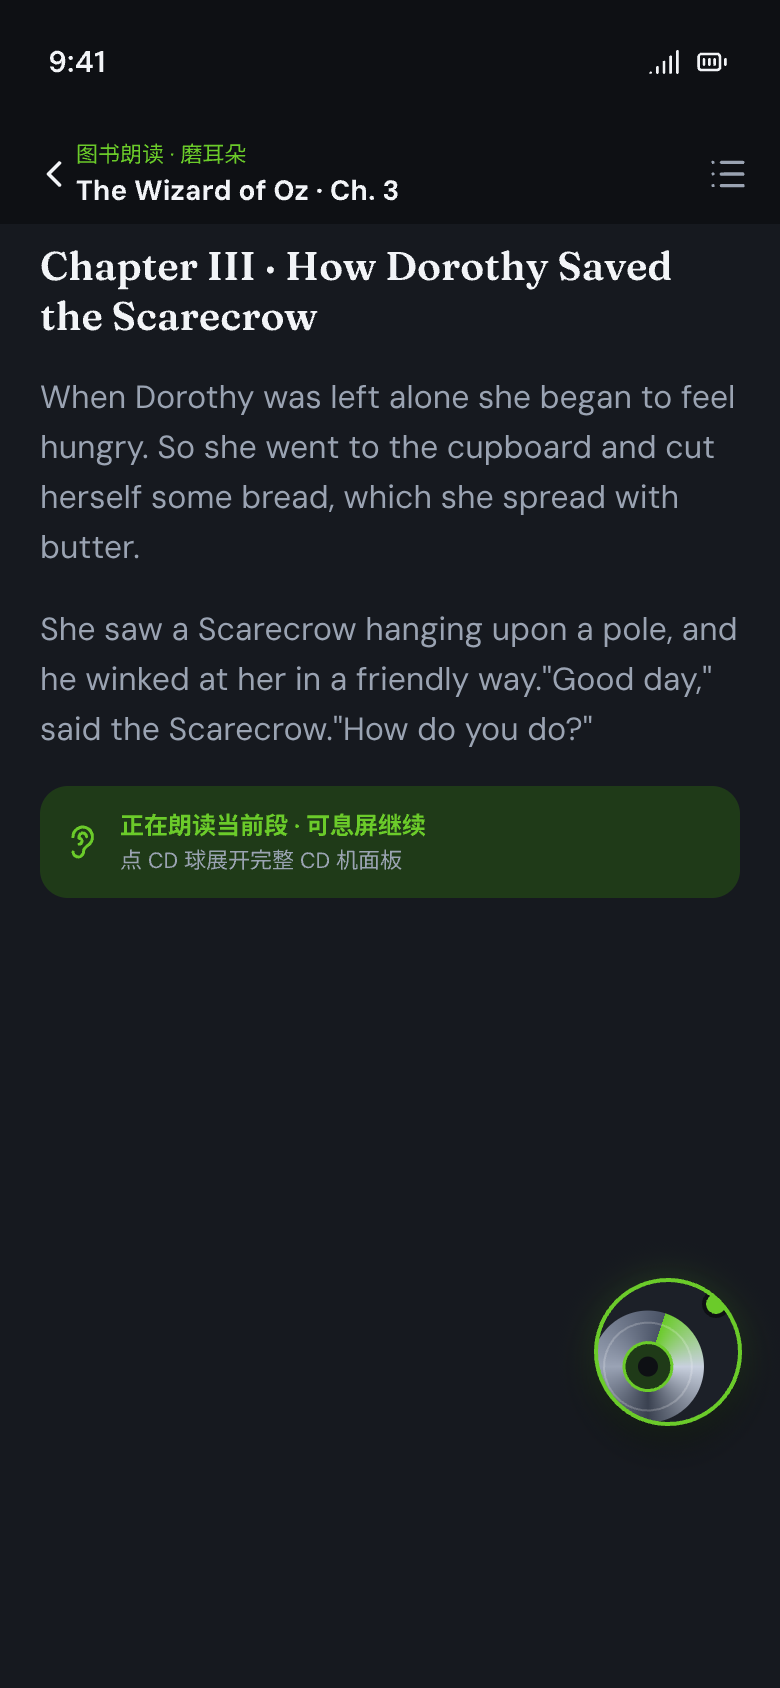 9:41
图书朗读 · 磨耳朵
The Wizard of Oz · Ch. 3
Chapter III · How Dorothy Saved
the Scarecrow
When Dorothy was left alone she began to feel
hungry. So she went to the cupboard and cut
herself some bread, which she spread with
butter.
She saw a Scarecrow hanging upon a pole, and
he winked at her in a friendly way."Good day,"
said the Scarecrow."How do you do?"
正在朗读当前段 · 可息屏继续
点 CD 球展开完整 CD 机面板